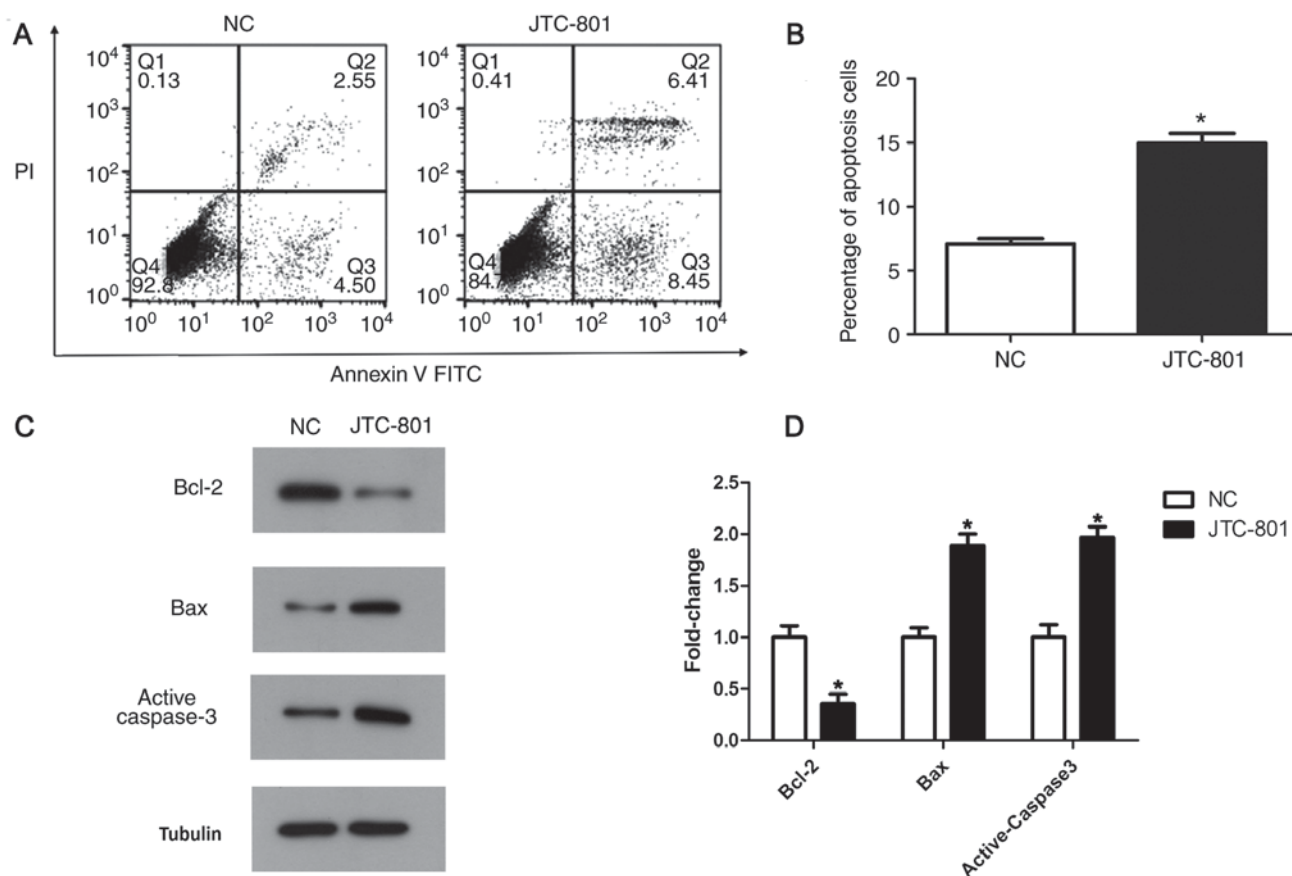 A
NC
JTC-801
Q1
0.13
Q2
2.55
Q4
92.8
Q3
4.50
Q1
0.41
Q2
6.41
Q4
84.
Q3
8.45
10⁴
10³
10²
10¹
10⁰
10⁰ 10¹ 10² 10³ 10⁴
10⁴
10³
10²
10¹
10⁰
10⁰ 10¹ 10² 10³ 10⁴
PI
Annexin V FITC
B
Percentage of apoptosis cells
20
15
10
5
0
*
NC JTC-801
C
NC JTC-801
Bcl-2
Bax
Active
caspase-3
Tubulin
D
Fold-change
2.5
2.0
1.5
1.0
0.5
0.0
*
*
*
Bcl-2
Bax
Active-Caspase3
NC
JTC-801